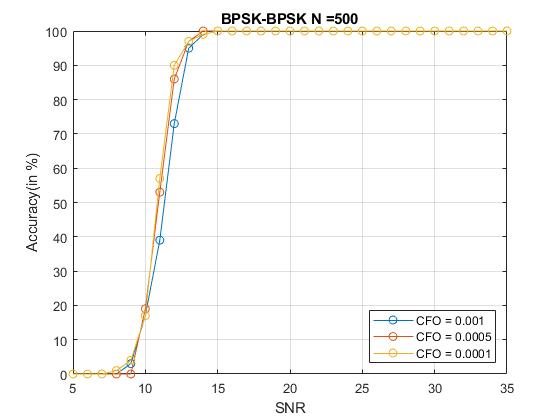 BPSK-BPSK N =500
Accuracy(in %)
100
90
80
70
60
50
40
30
20
10
0
CFO = 0.001
CFO = 0.0005
CFO = 0.0001
5 10 15 20 25 30 35
SNR